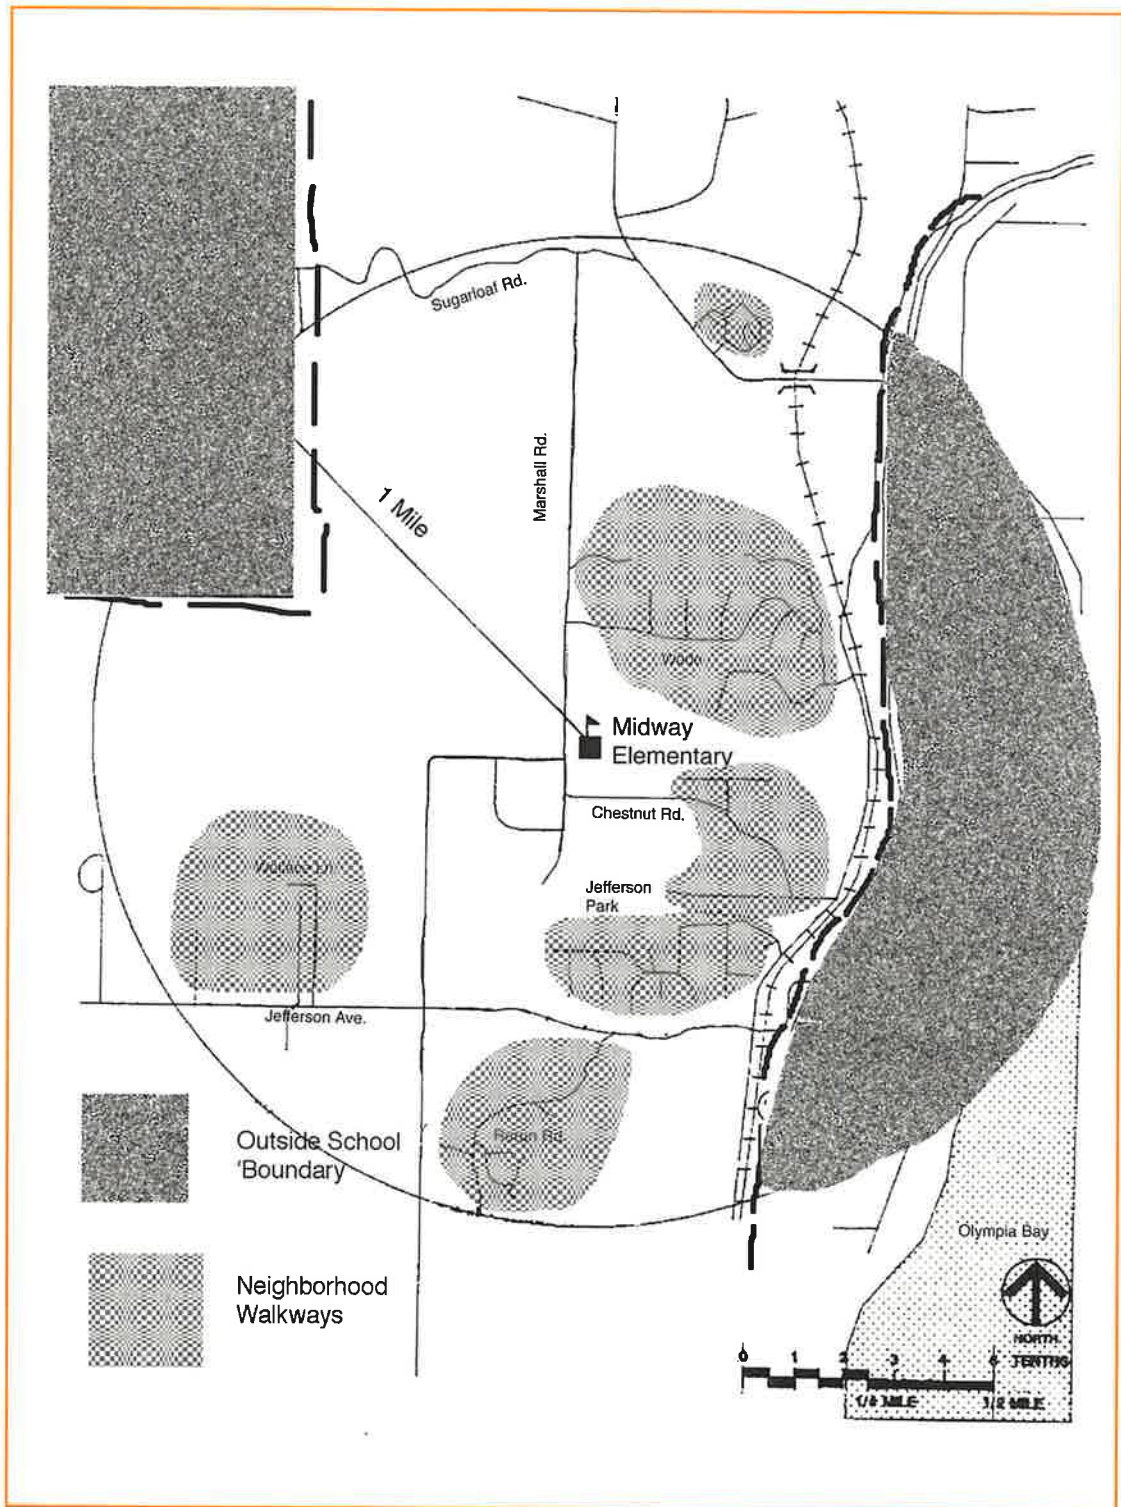 Sugarloaf Rd.
Marshall Rd.
1 Mile
Midway
Elementary
Chestnut Rd.
Jefferson
Park
Jefferson Ave.
Outside School
'Boundary
Neighborhood
Walkways
Olympia Bay
NORTH
0 1 2 3 4 5 TENTHS
1/4 MILE 1/2 MILE